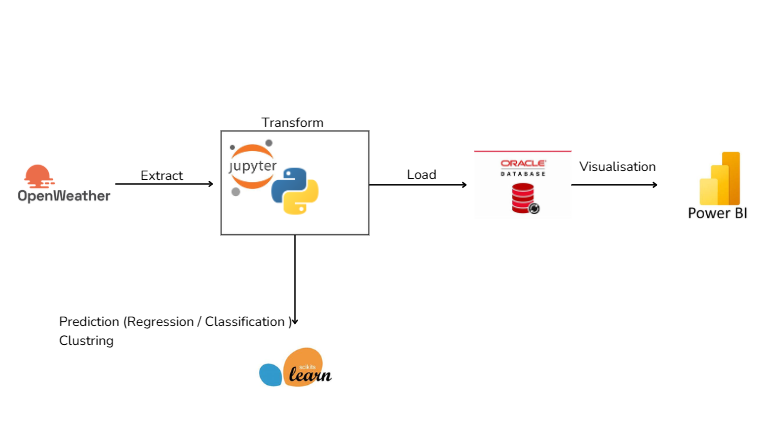 Transform
jupyter
Extract
OpenWeather
Load
ORACLE
DATABASE
Visualisation
Power BI
Prediction (Regression / Classification )
Clustring
scikit
learn